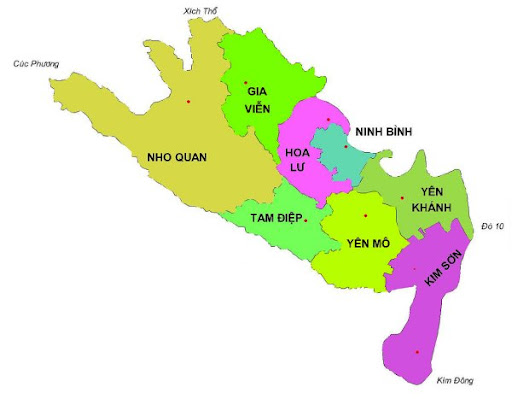 Xích Thổ
Cúc Phương
GIA
VIỄN
NINH BÌNH
HOA
LƯ
NHO QUAN
YÊN
KHÁNH
TAM ĐIỆP
Đò 10
YÊN MÔ
KIM SƠN
Kim Đông